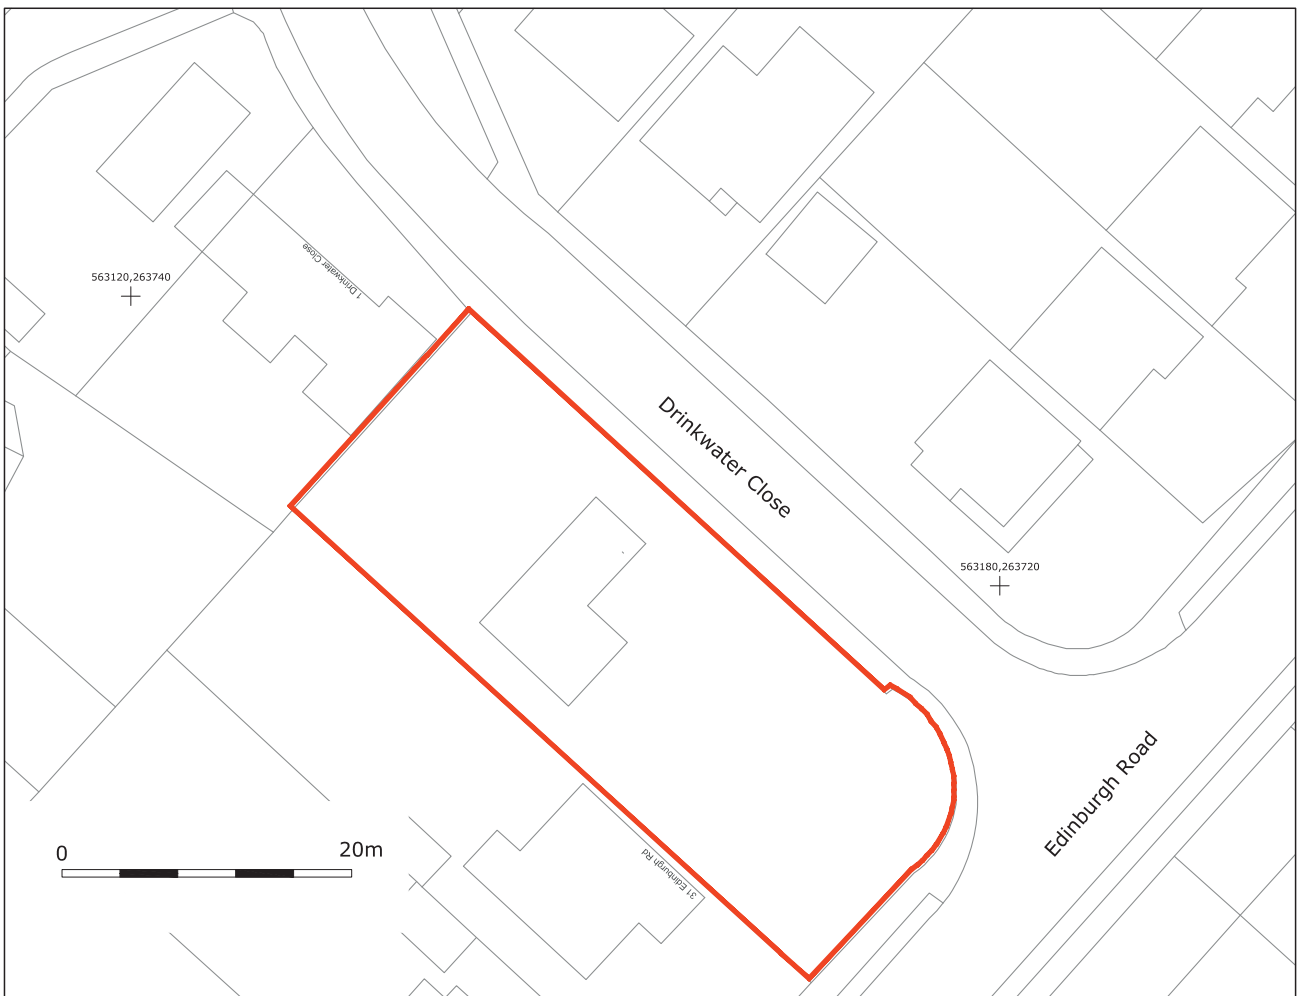 1 Drinkwater Close
563120,263740
Drinkwater Close
563180,263720
Edinburgh Road
0 20m
31 Edinburgh Rd